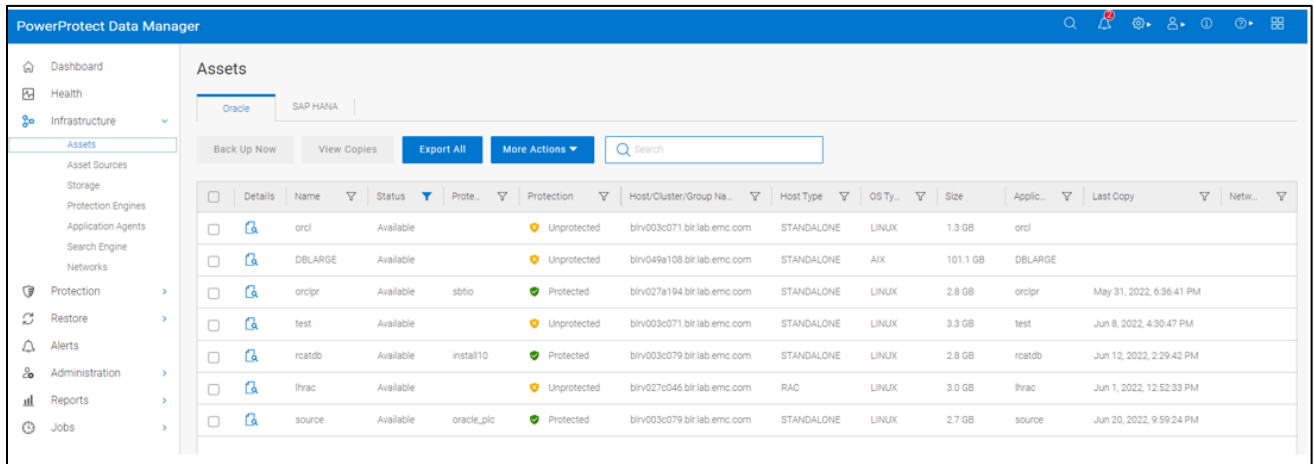 PowerProtect Data Manager
2
Dashboard
Health
Infrastructure
Assets
Asset Sources
Storage
Protection Engines
Application Agents
Search Engine
Networks
Protection
Restore
Alerts
Administration
Reports
Jobs
Assets
Oracle SAP HANA
Back Up Now View Copies Export All More Actions Search
Details Name Status Prote... Protection Host/Cluster/Group Na... Host Type OS Ty... Size Applic... Last Copy Netw...
orcl Available Unprotected blrv003c071.blr.lab.emc.com STANDALONE LINUX 1.3 GB orcl
DBLARGE Available Unprotected blrv049a108.blr.lab.emc.com STANDALONE AIX 101.1 GB DBLARGE
orclpr Available sbtio Protected blrv027a194.blr.lab.emc.com STANDALONE LINUX 2.8 GB orclpr May 31, 2022, 6:36:41 PM
test Available Unprotected blrv003c071.blr.lab.emc.com STANDALONE LINUX 3.3 GB test Jun 8, 2022, 4:30:47 PM
rcatdb Available install10 Protected blrv003c079.blr.lab.emc.com STANDALONE LINUX 2.8 GB rcatdb Jun 12, 2022, 2:29:42 PM
lhrac Available Unprotected blrv027c046.blr.lab.emc.com RAC LINUX 3.0 GB lhrac Jun 1, 2022, 12:52:33 PM
source Available oracle_plc Protected blrv003c079.blr.lab.emc.com STANDALONE LINUX 2.7 GB source Jun 20, 2022, 9:59:24 PM